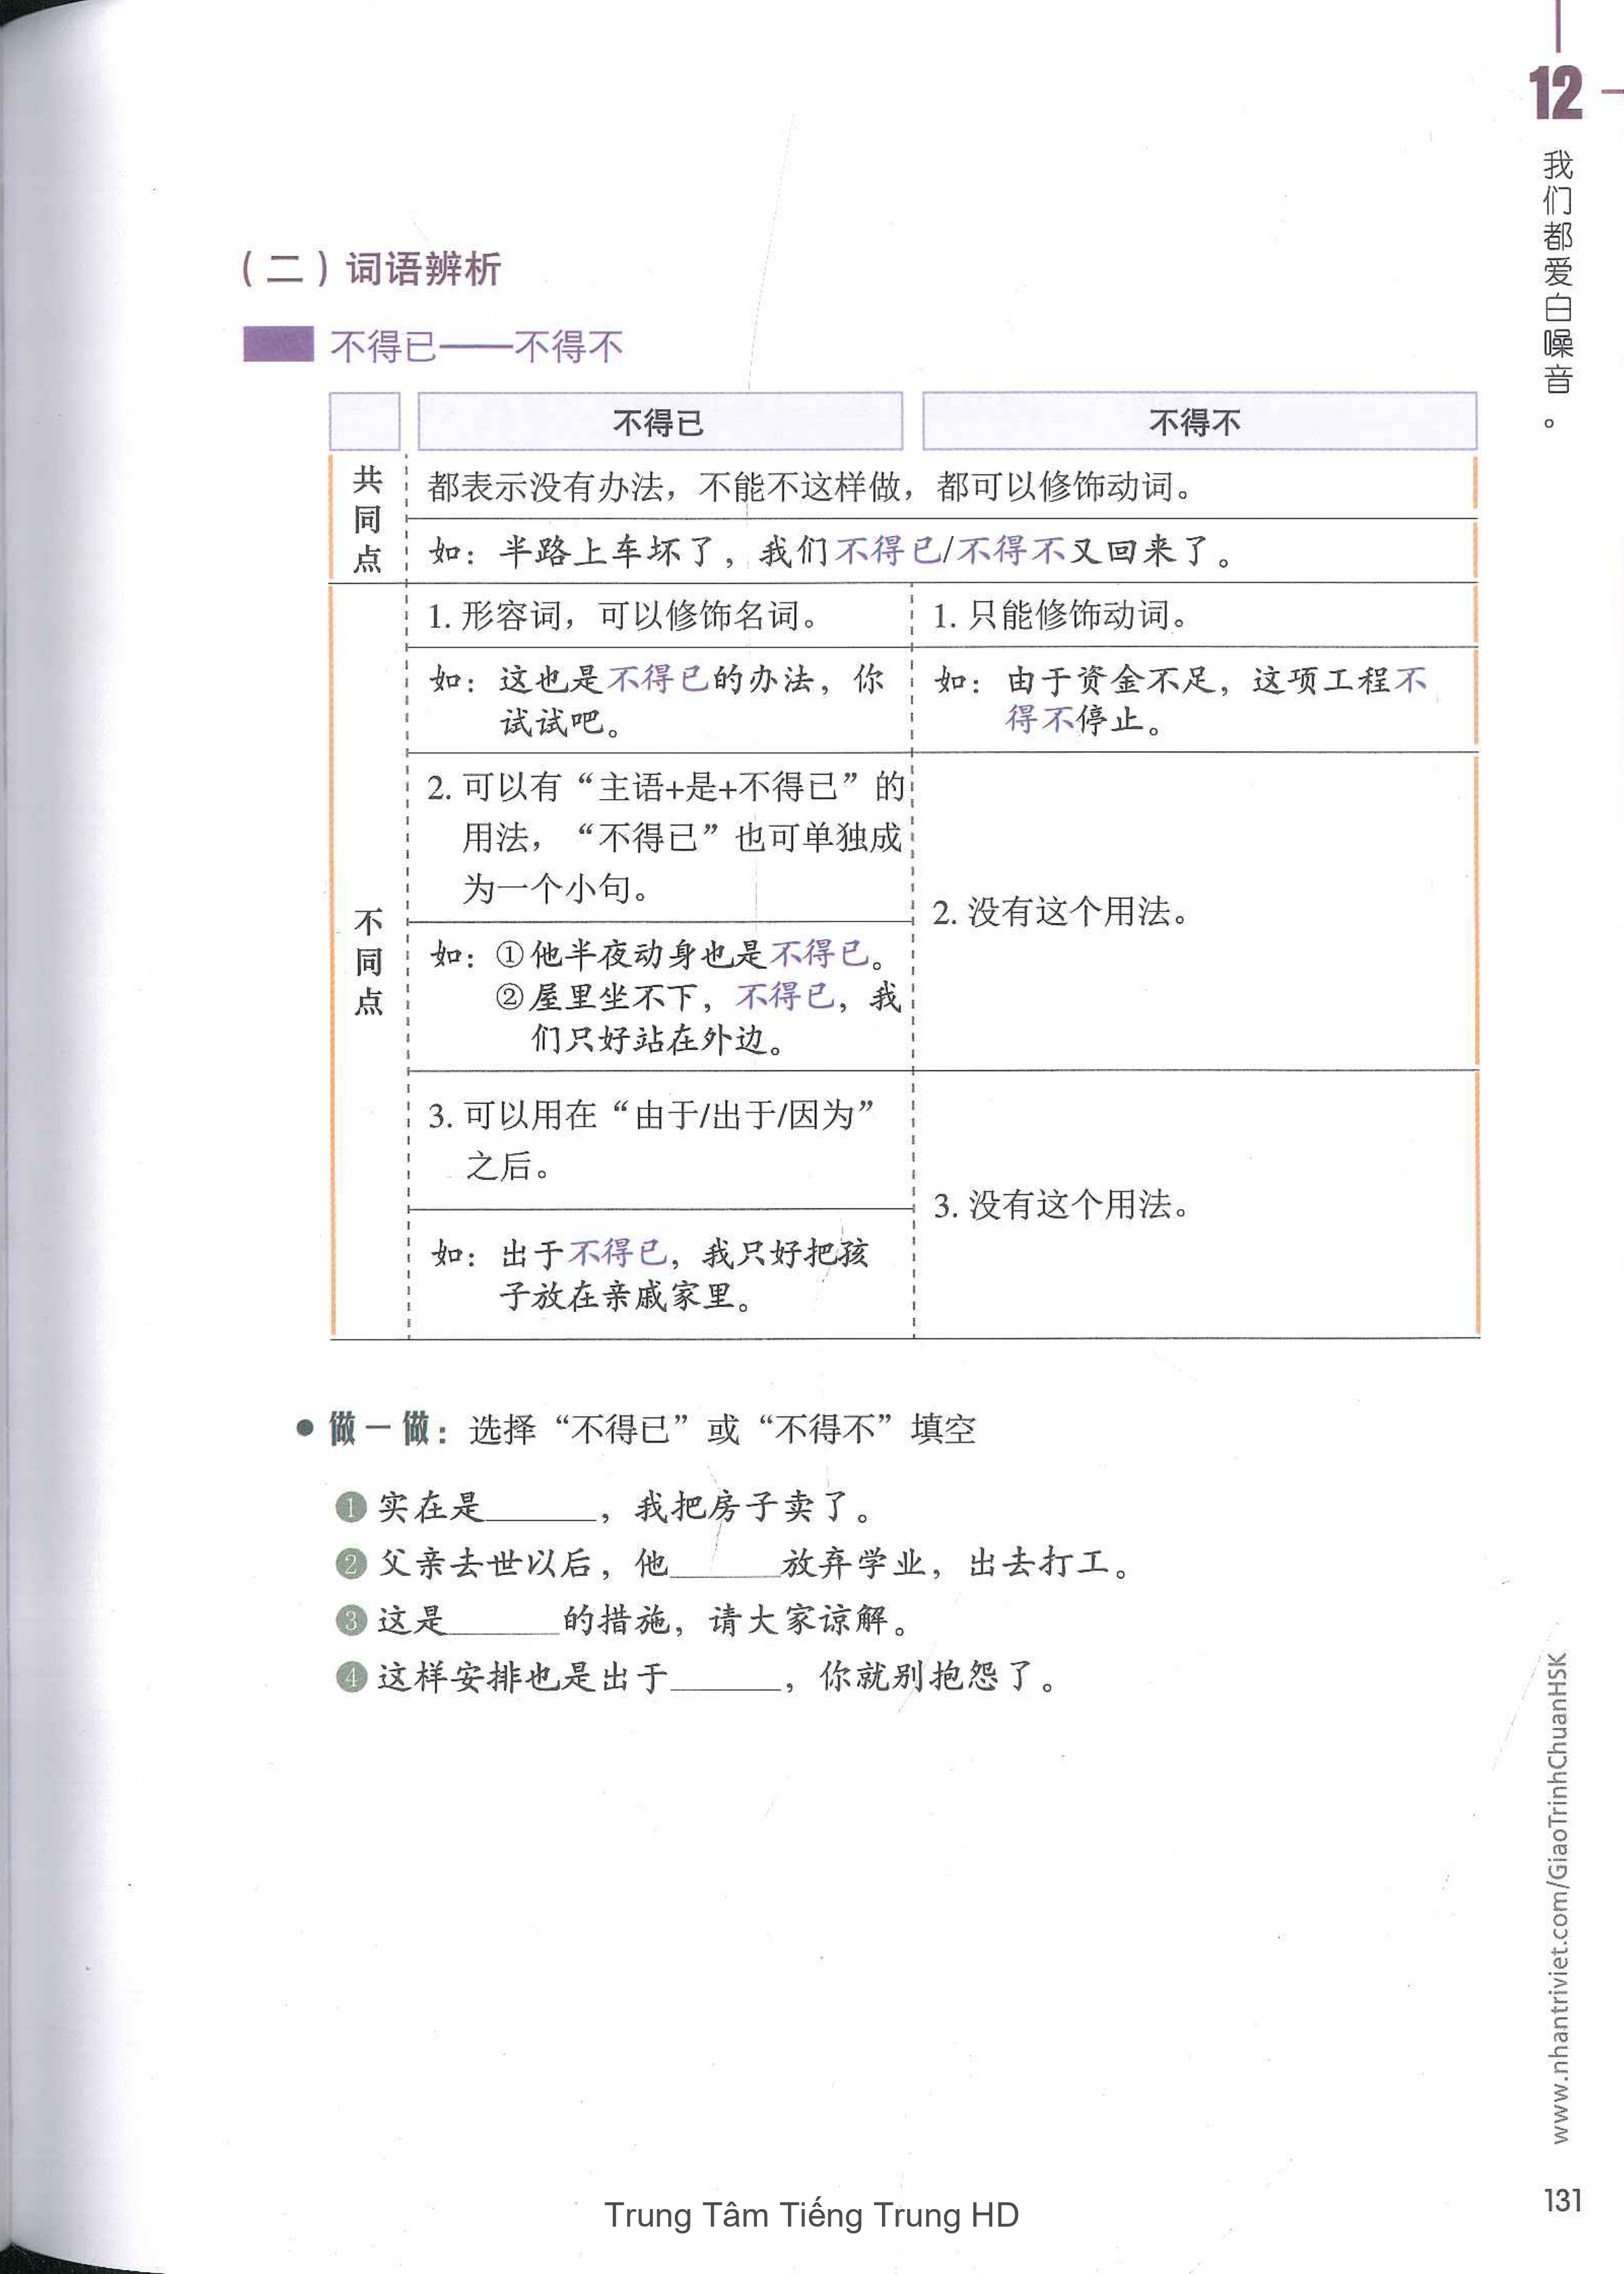 12
我们都爱白噪音。
（二）词语辨析
不得已——不得不
不得已
不得不
共同点
都表示没有办法，不能不这样做，都可以修饰动词。
如：半路上车坏了，我们不得已/不得不又回来了。
不同点
1. 形容词，可以修饰名词。
1. 只能修饰动词。
如：这也是不得已的办法，你
试试吧。
如：由于资金不足，这项工程不
得不停止。
2. 可以有“主语+是+不得已”的
用法，“不得已”也可单独成
为一个小句。
2. 没有这个用法。
如：①他半夜动身也是不得已。
②屋里坐不下，不得已，我
们只好站在外边。
3. 可以用在“由于/出于/因为”
之后。
3. 没有这个用法。
如：出于不得已，我只好把孩
子放在亲戚家里。
● 做一做：选择“不得已”或“不得不”填空
1 实在是______，我把房子卖了。
2 父亲去世以后，他______放弃学业，出去打工。
3 这是______的措施，请大家谅解。
4 这样安排也是出于______，你就别抱怨了。
www.nhantriviet.com/GiaoTrinhChuanHSK
131
Trung Tâm Tiếng Trung HD